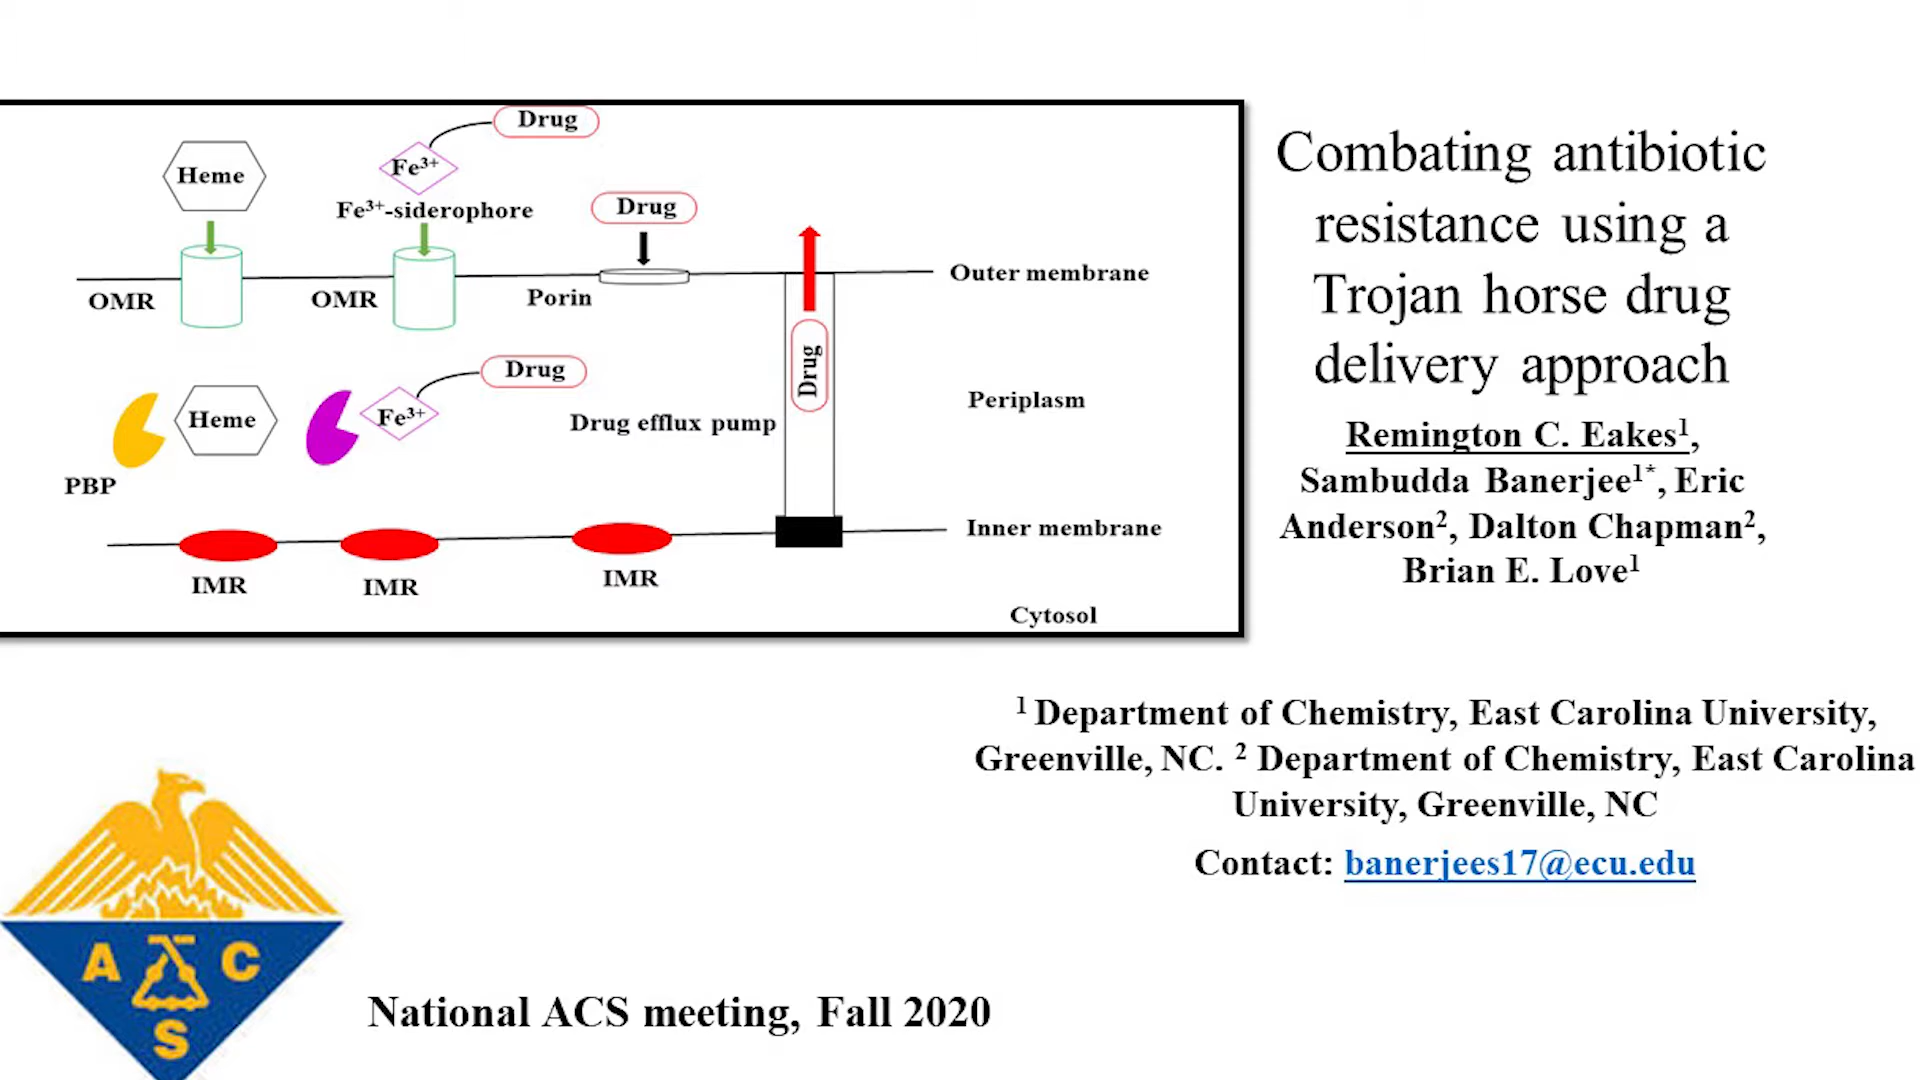 Drug
Heme
Fe³⁺
Fe³⁺-siderophore
Drug
OMR
OMR
Porin
Outer membrane
Drug
Heme
Fe³⁺
Drug
Drug efflux pump
Periplasm
PBP
Inner membrane
IMR
IMR
IMR
Cytosol
Combating antibiotic
resistance using a
Trojan horse drug
delivery approach
Remington C. Eakes¹,
Sambudda Banerjee¹*, Eric
Anderson², Dalton Chapman²,
Brian E. Love¹
¹ Department of Chemistry, East Carolina University,
Greenville, NC. ² Department of Chemistry, East Carolina
University, Greenville, NC
Contact: banerjees17@ecu.edu
A C
S
National ACS meeting, Fall 2020